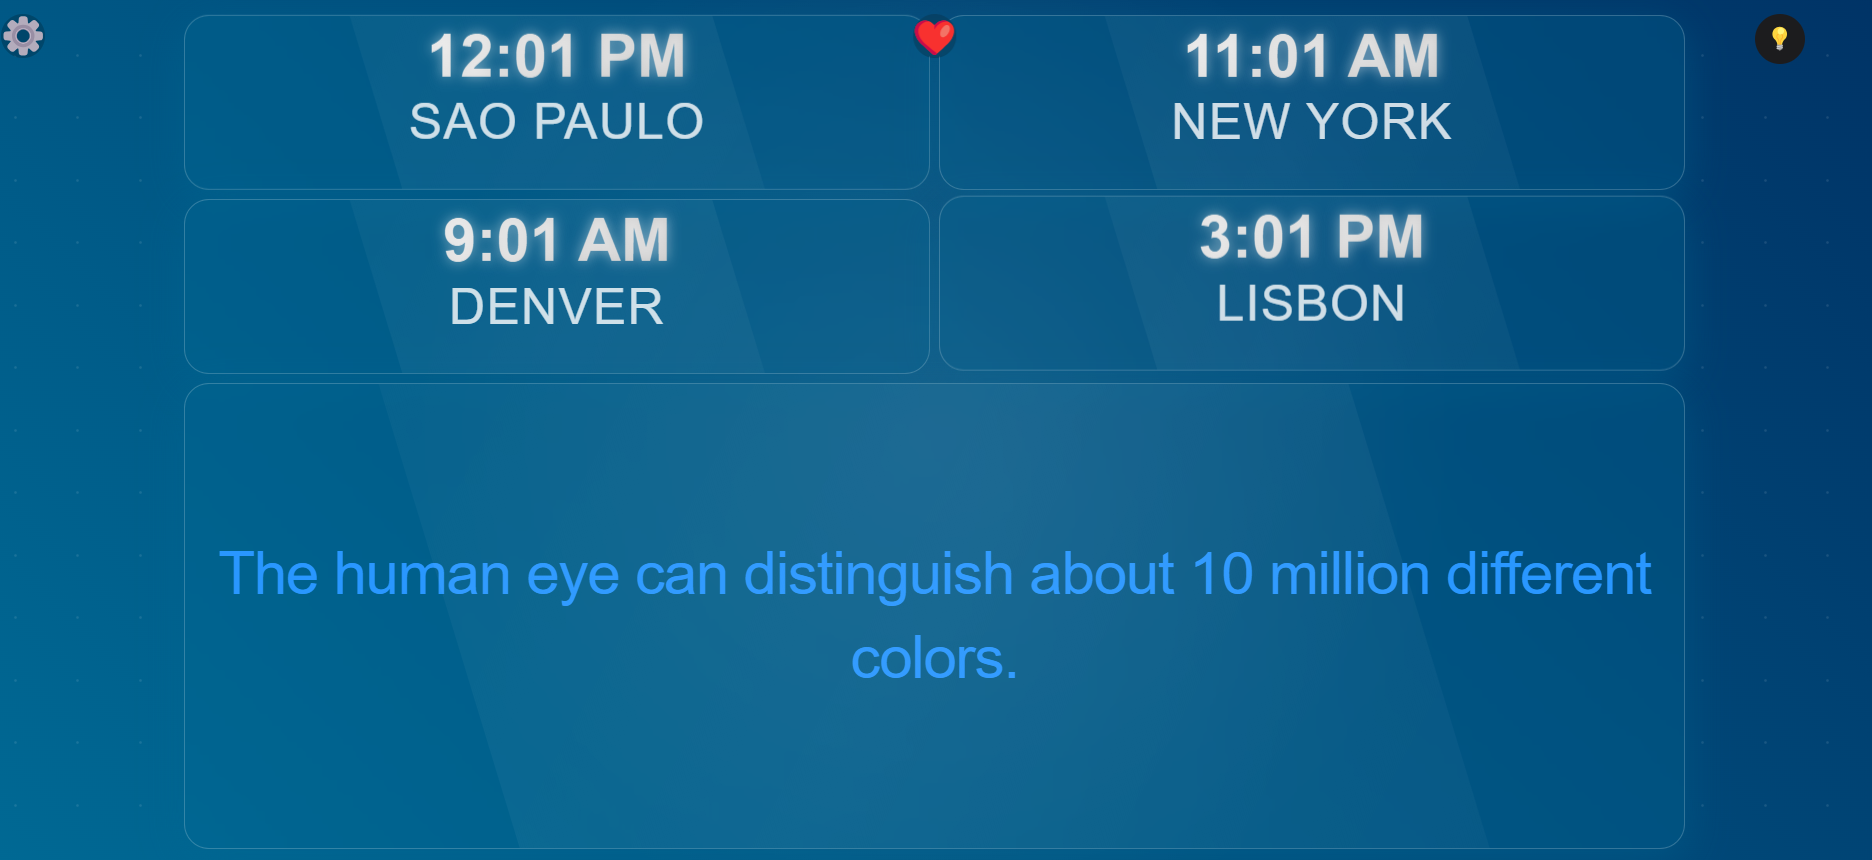 12:01 PM
SAO PAULO
11:01 AM
NEW YORK
9:01 AM
DENVER
3:01 PM
LISBON
The human eye can distinguish about 10 million different
colors.